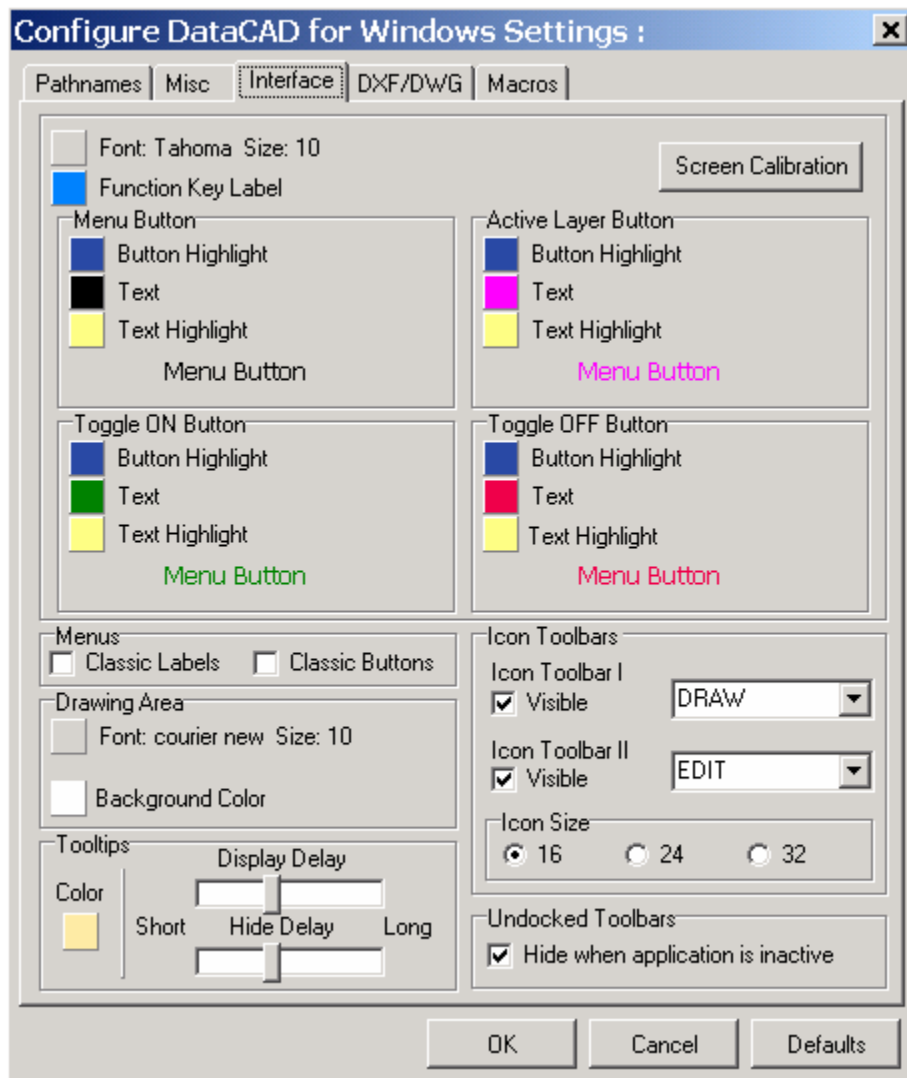 Configure DataCAD for Windows Settings :
Pathnames Misc Interface DXF/DWG Macros
Font: Tahoma Size: 10
Screen Calibration
Function Key Label
Menu Button
Button Highlight
Text
Text Highlight
Menu Button
Active Layer Button
Button Highlight
Text
Text Highlight
Menu Button
Toggle ON Button
Button Highlight
Text
Text Highlight
Menu Button
Toggle OFF Button
Button Highlight
Text
Text Highlight
Menu Button
Menus
Classic Labels Classic Buttons
Drawing Area
Font: courier new Size: 10
Background Color
Tooltips
Color
Display Delay
Short Hide Delay Long
Icon Toolbars
Icon Toolbar I
Visible DRAW
Icon Toolbar II
Visible EDIT
Icon Size
16 24 32
Undocked Toolbars
Hide when application is inactive
OK Cancel Defaults